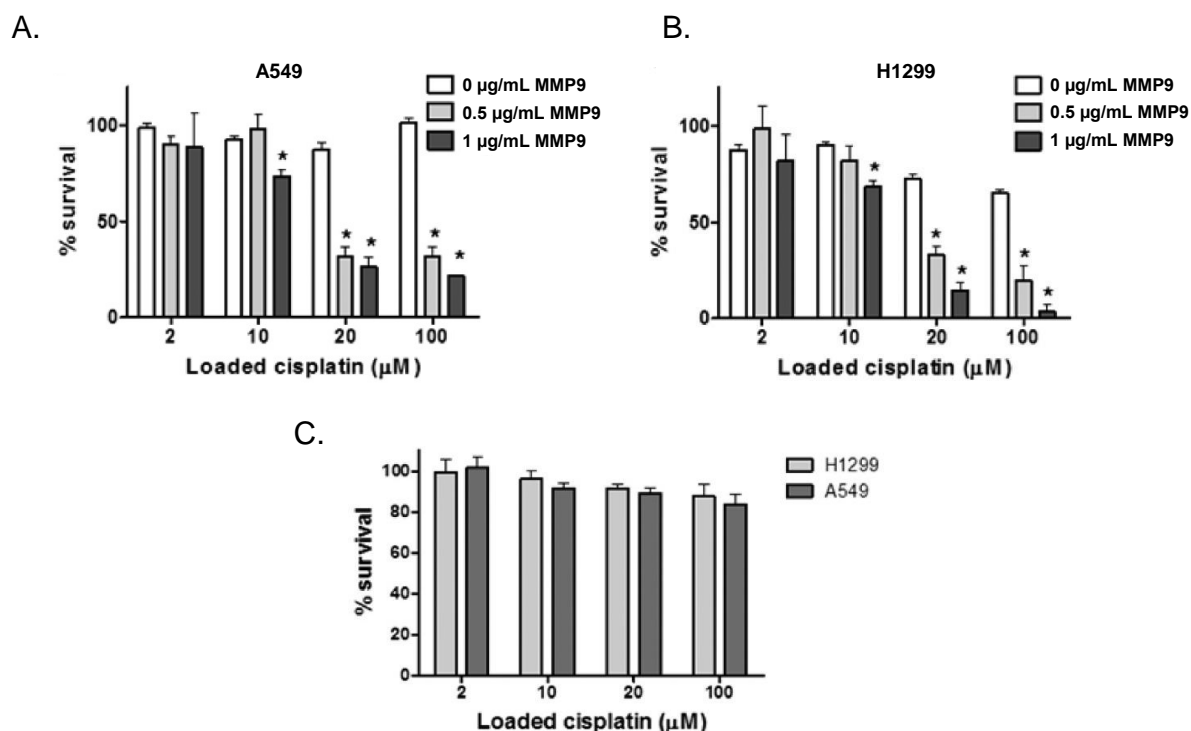 A.
A549
0 µg/mL MMP9
0.5 µg/mL MMP9
1 µg/mL MMP9
% survival
100
50
0
*
*
*
*
*
2 10 20 100
Loaded cisplatin (µM)
B.
H1299
0 µg/mL MMP9
0.5 µg/mL MMP9
1 µg/mL MMP9
% survival
100
50
0
*
*
*
*
*
2 10 20 100
Loaded cisplatin (µM)
C.
H1299
A549
% survival
100
80
60
40
20
0
2 10 20 100
Loaded cisplatin (µM)